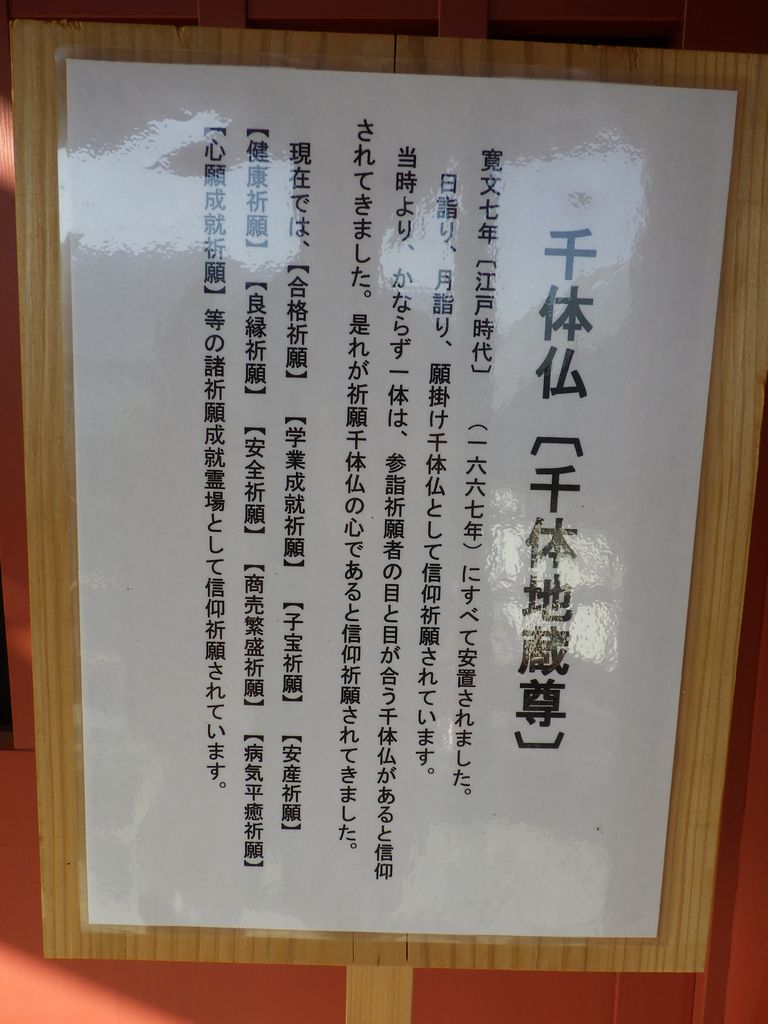 千体仏〔千体地蔵尊〕
寛文七年〔江戸時代〕　（一六六七年）にすべて安置されました。
日詣り、月詣り、願掛け千体仏として信仰祈願されています。
当時より、かならず一体は、参詣祈願者の目と目が合う千体仏があると信仰
されてきました。是れが祈願千体仏の心であると信仰祈願されてきました。
現在では、【合格祈願】　【学業成就祈願】　【子宝祈願】　【安産祈願】
【健康祈願】　【良縁祈願】　【安全祈願】　【商売繁盛祈願】　【病気平癒祈願】
【心願成就祈願】等の諸祈願成就霊場として信仰祈願されています。